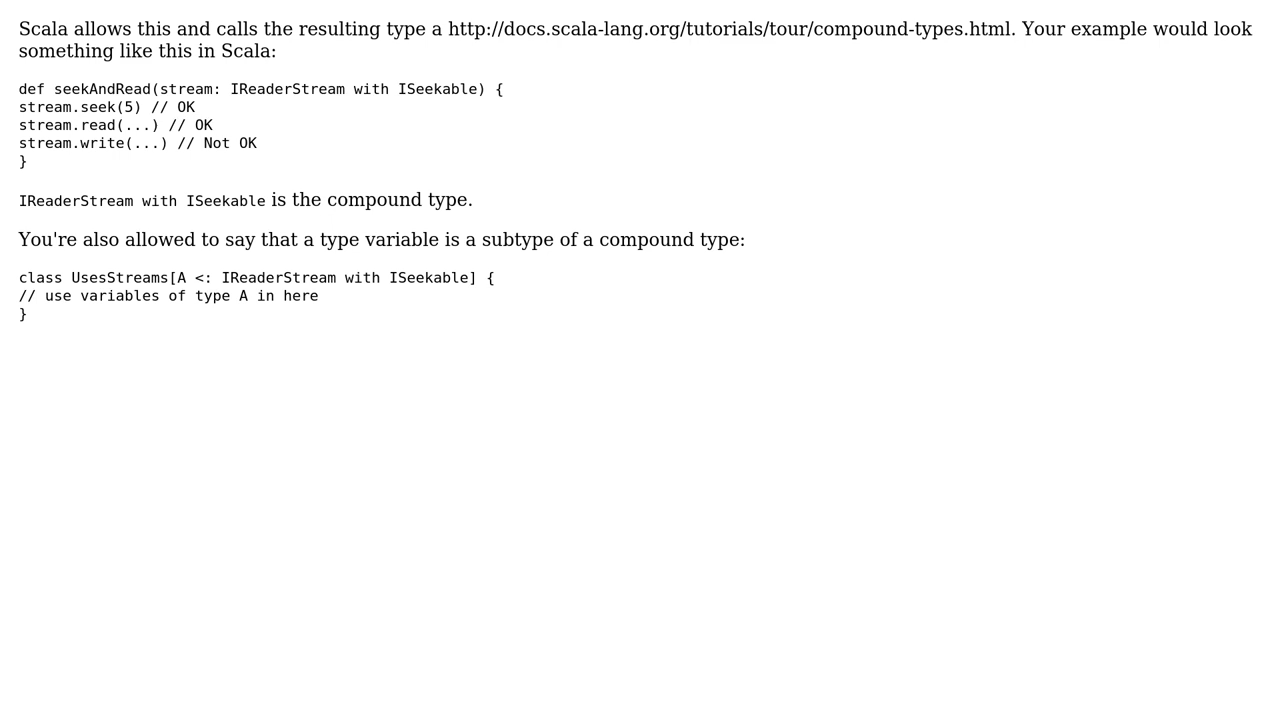 Scala allows this and calls the resulting type a http://docs.scala-lang.org/tutorials/tour/compound-types.html. Your example would look
something like this in Scala:
def seekAndRead(stream: IReaderStream with ISeekable) {
stream.seek(5) // OK
stream.read(...) // OK
stream.write(...) // Not OK
}
IReaderStream with ISeekable is the compound type.
You're also allowed to say that a type variable is a subtype of a compound type:
class UsesStreams[A <: IReaderStream with ISeekable] {
// use variables of type A in here
}